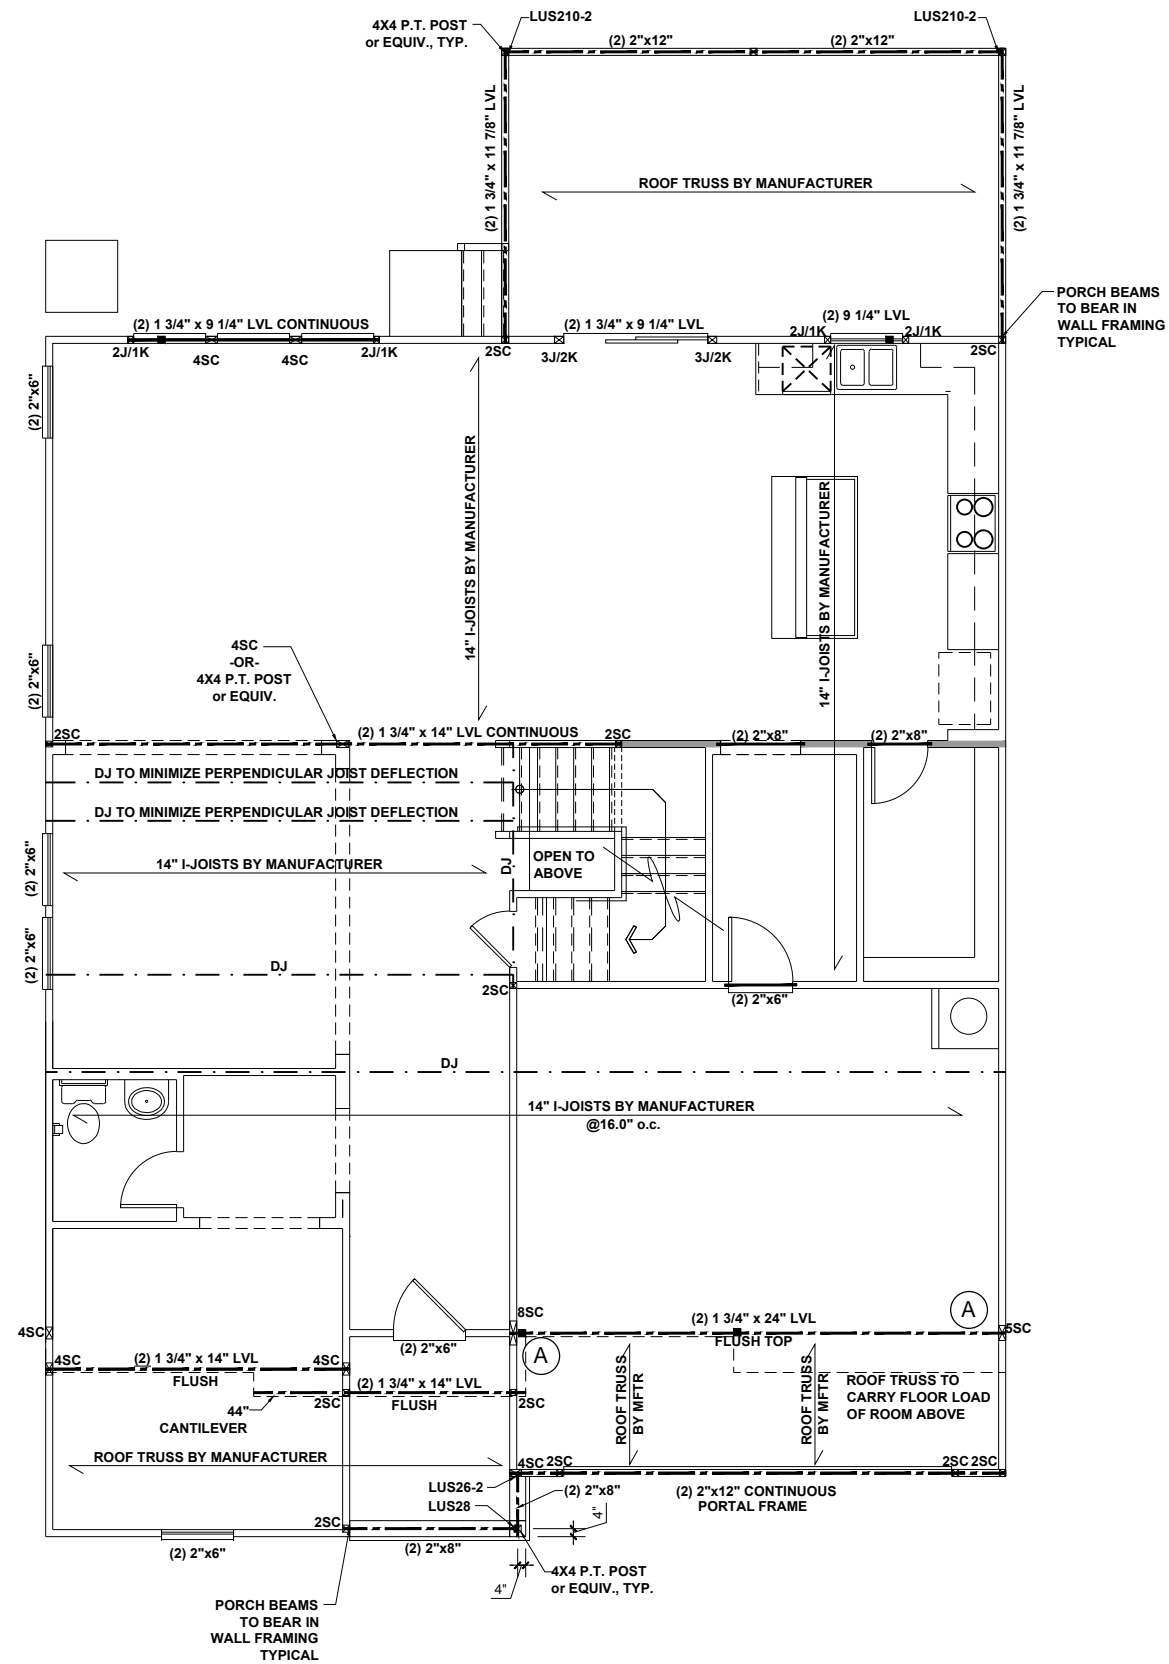 LUS210-2
LUS210-2
4X4 P.T. POST
or EQUIV., TYP.
(2) 2"x12"
(2) 2"x12"
(2) 1 3/4" x 11 7/8" LVL
(2) 1 3/4" x 11 7/8" LVL
ROOF TRUSS BY MANUFACTURER
PORCH BEAMS
TO BEAR IN
WALL FRAMING
TYPICAL
(2) 1 3/4" x 9 1/4" LVL CONTINUOUS
(2) 1 3/4" x 9 1/4" LVL
(2) 9 1/4" LVL
2J/1K
4SC
4SC
2J/1K
2SC
3J/2K
3J/2K
2J/1K
2J/1K
2SC
(2) 2"x6"
14" I-JOISTS BY MANUFACTURER
14" I-JOISTS BY MANUFACTURER
(2) 2"x6"
4SC
-OR-
4X4 P.T. POST
or EQUIV.
2SC
(2) 1 3/4" x 14" LVL CONTINUOUS
2SC
(2) 2"x8"
(2) 2"x8"
DJ TO MINIMIZE PERPENDICULAR JOIST DEFLECTION
DJ TO MINIMIZE PERPENDICULAR JOIST DEFLECTION
14" I-JOISTS BY MANUFACTURER
(2) 2"x6"
DJ
OPEN TO
ABOVE
(2) 2"x6"
DJ
2SC
(2) 2"x6"
DJ
14" I-JOISTS BY MANUFACTURER
@16.0" o.c.
4SC
8SC
(2) 1 3/4" x 24" LVL
FLUSH TOP
A
5SC
A
(2) 2"x6"
4SC
(2) 1 3/4" x 14" LVL
4SC
FLUSH
(2) 1 3/4" x 14" LVL
FLUSH
2SC
2SC
44"
CANTILEVER
ROOF TRUSS
BY MFTR
ROOF TRUSS
BY MFTR
ROOF TRUSS TO
CARRY FLOOR LOAD
OF ROOM ABOVE
ROOF TRUSS BY MANUFACTURER
4SC
2SC
2SC
2SC
LUS26-2
(2) 2"x8"
(2) 2"x12" CONTINUOUS
PORTAL FRAME
LUS28
4"
2SC
(2) 2"x6"
(2) 2"x8"
4X4 P.T. POST
or EQUIV., TYP.
4"
PORCH BEAMS
TO BEAR IN
WALL FRAMING
TYPICAL